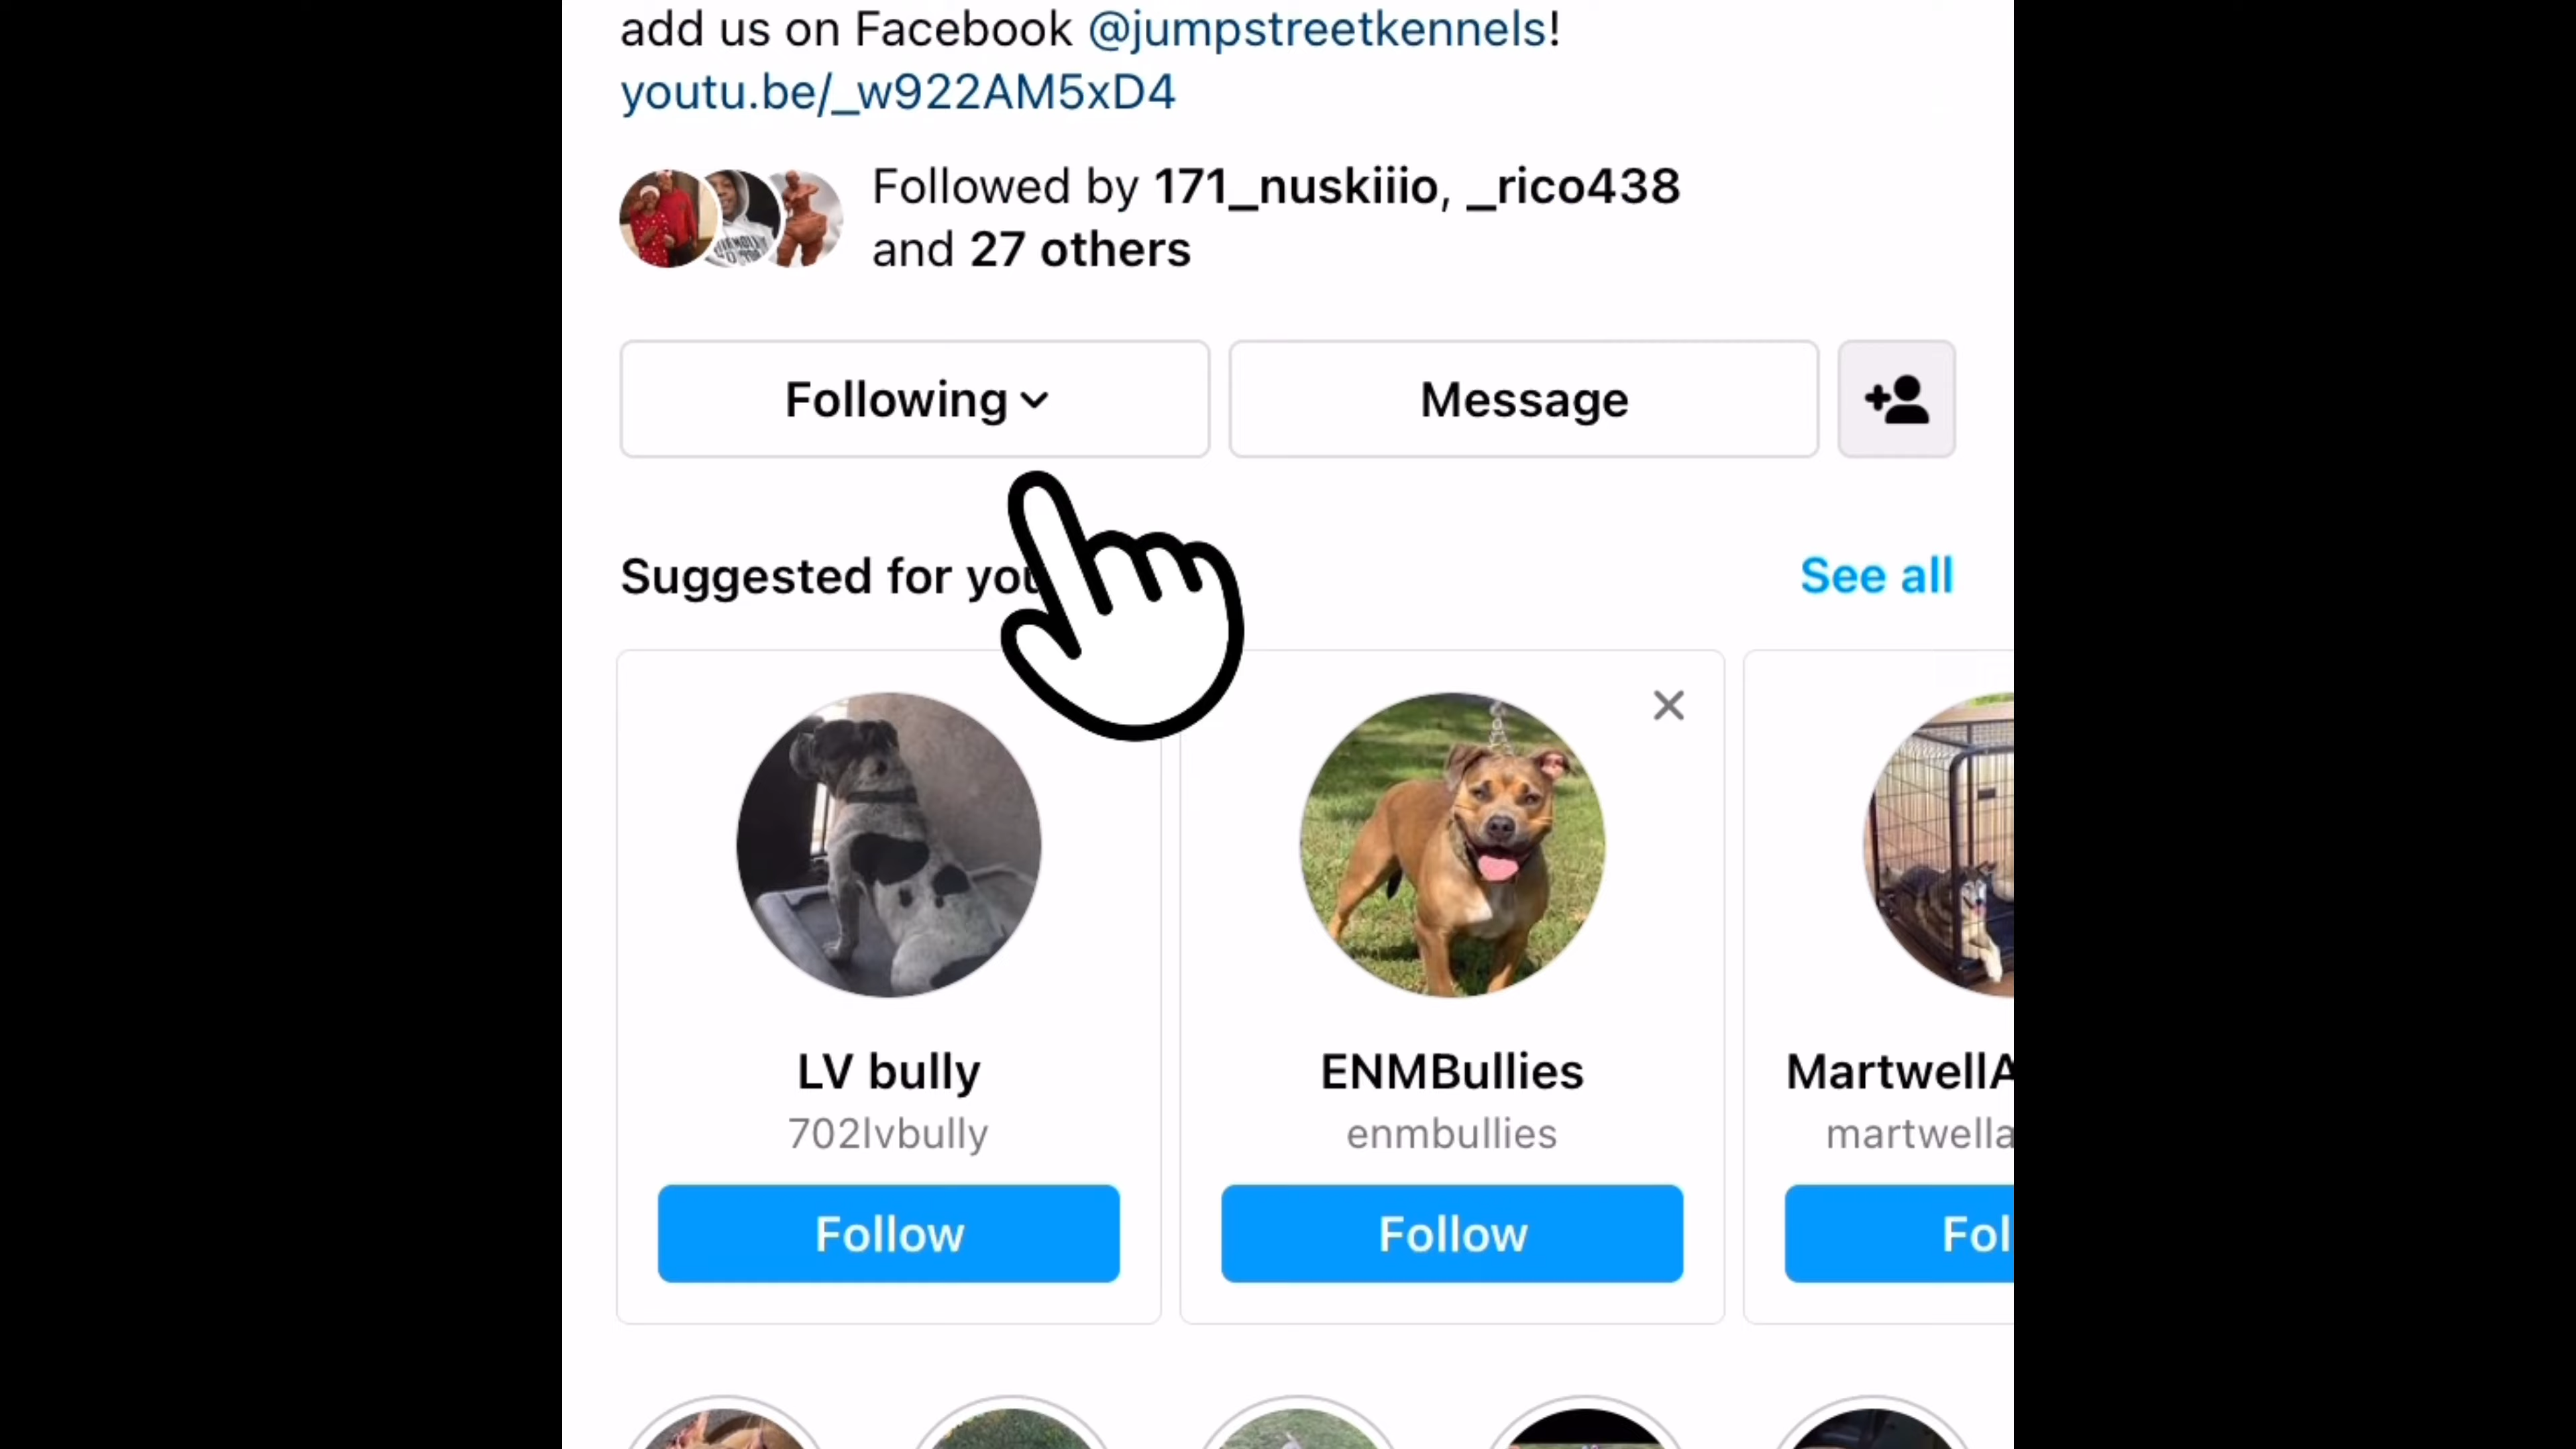 add us on Facebook @jumpstreetkennels!
youtu.be/_w922AM5xD4
Followed by 171_nuskiiio, _rico438
and 27 others
Following
Message
Suggested for you
See all
LV bully
ENMBullies
MartwellA
702lvbully
enmbullies
martwella
Follow
Follow
Fol